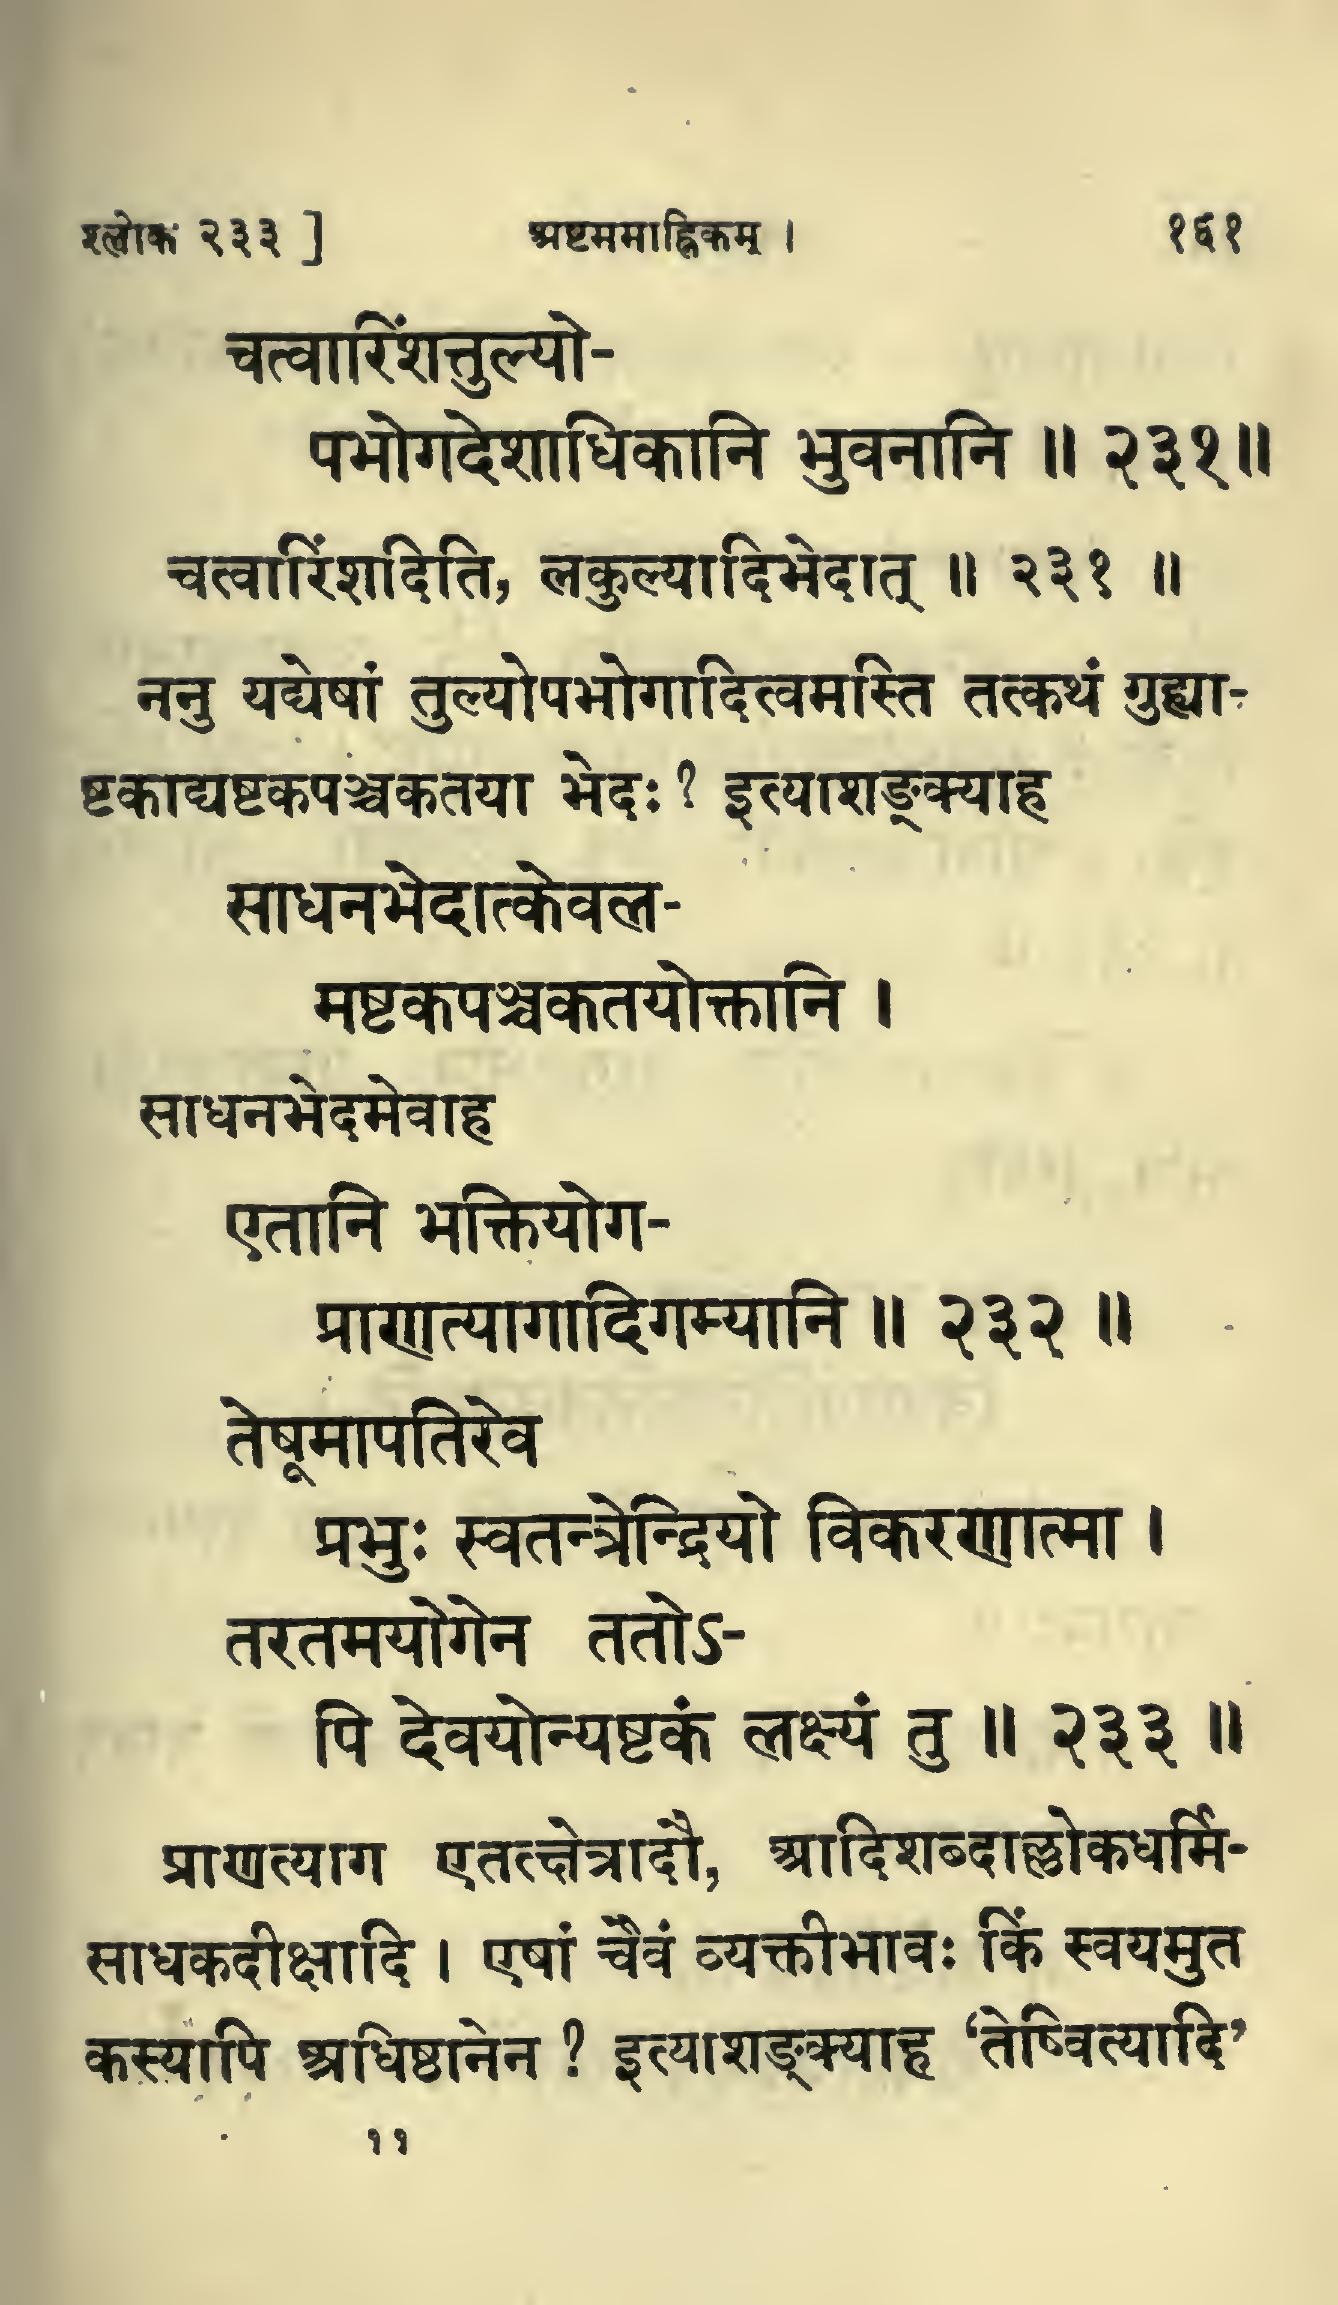 श्लोक २३३ ] अष्टममाह्निकम् । १६१
चत्वारिंशत्तुल्यो-
पभोगदेशाधिकानि भुवनानि ॥ २३१॥
चत्वारिंशदिति, लकुल्यादिभेदात् ॥ २३१ ॥
ननु यद्येषां तुल्योपभोगादित्वमस्ति तत्कथं गुह्या-
ष्टकाद्यष्टकपञ्चकतया भेदः? इत्याशङ्क्याह
साधनभेदात्केवल-
मष्टकपञ्चकतयोक्तानि ।
साधनभेदमेवाह
एतानि भक्तियोग-
प्राणत्यागादिगम्यानि ॥ २३२ ॥
तेषूमापतिरेव
प्रभुः स्वतन्त्रेन्द्रियो विकरणात्मा ।
तरतमयोगेन ततोऽ-
पि देवयोन्यष्टकं लक्ष्यं तु ॥ २३३ ॥
प्राणत्याग एतत्क्षेत्रादौ, आदिशब्दाल्लोकधर्मि-
साधकदीक्षादि । एषां चैवं व्यक्तीभावः किं स्वयमुत
कस्यापि अधिष्ठानेन ? इत्याशङ्क्याह ‘तेष्वित्यादि’
११